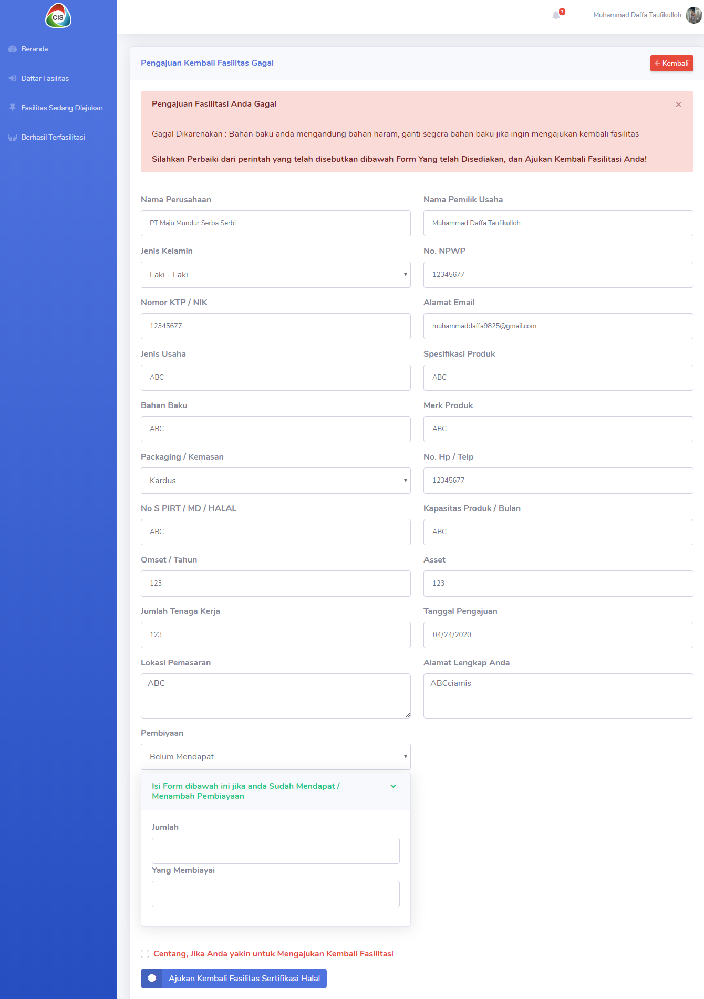 CIS
3
Muhammad Daffa Taufikulloh
Beranda
Daftar Fasilitas
Fasilitas Sedang Diajukan
Berhasil Terfasilitasi
Pengajuan Kembali Fasilitas Gagal
Kembali
Pengajuan Fasilitasi Anda Gagal
×
Gagal Dikarenakan : Bahan baku anda mengandung bahan haram, ganti segera bahan baku jika ingin mengajukan kembali fasilitas
Silahkan Perbaiki dari perintah yang telah disebutkan dibawah Form Yang telah Disediakan, dan Ajukan Kembali Fasilitasi Anda!
Nama Perusahaan
Nama Pemilik Usaha
PT Maju Mundur Serba Serbi
Muhammad Daffa Taufikulloh
Jenis Kelamin
No. NPWP
Laki - Laki
12345677
Nomor KTP / NIK
Alamat Email
12345677
muhammaddaffa9825@gmail.com
Jenis Usaha
Spesifikasi Produk
ABC
ABC
Bahan Baku
Merk Produk
ABC
ABC
Packaging / Kemasan
No. Hp / Telp
Kardus
12345677
No S PIRT / MD / HALAL
Kapasitas Produk / Bulan
ABC
ABC
Omset / Tahun
Asset
123
123
Jumlah Tenaga Kerja
Tanggal Pengajuan
123
04/24/2020
Lokasi Pemasaran
Alamat Lengkap Anda
ABC
ABCciamis
Pembiyaan
Belum Mendapat
Isi Form dibawah ini jika anda Sudah Mendapat /
Menambah Pembiayaan
Jumlah
Yang Membiayai
Centang, Jika Anda yakin untuk Mengajukan Kembali Fasilitasi
Ajukan Kembali Fasilitas Sertifikasi Halal